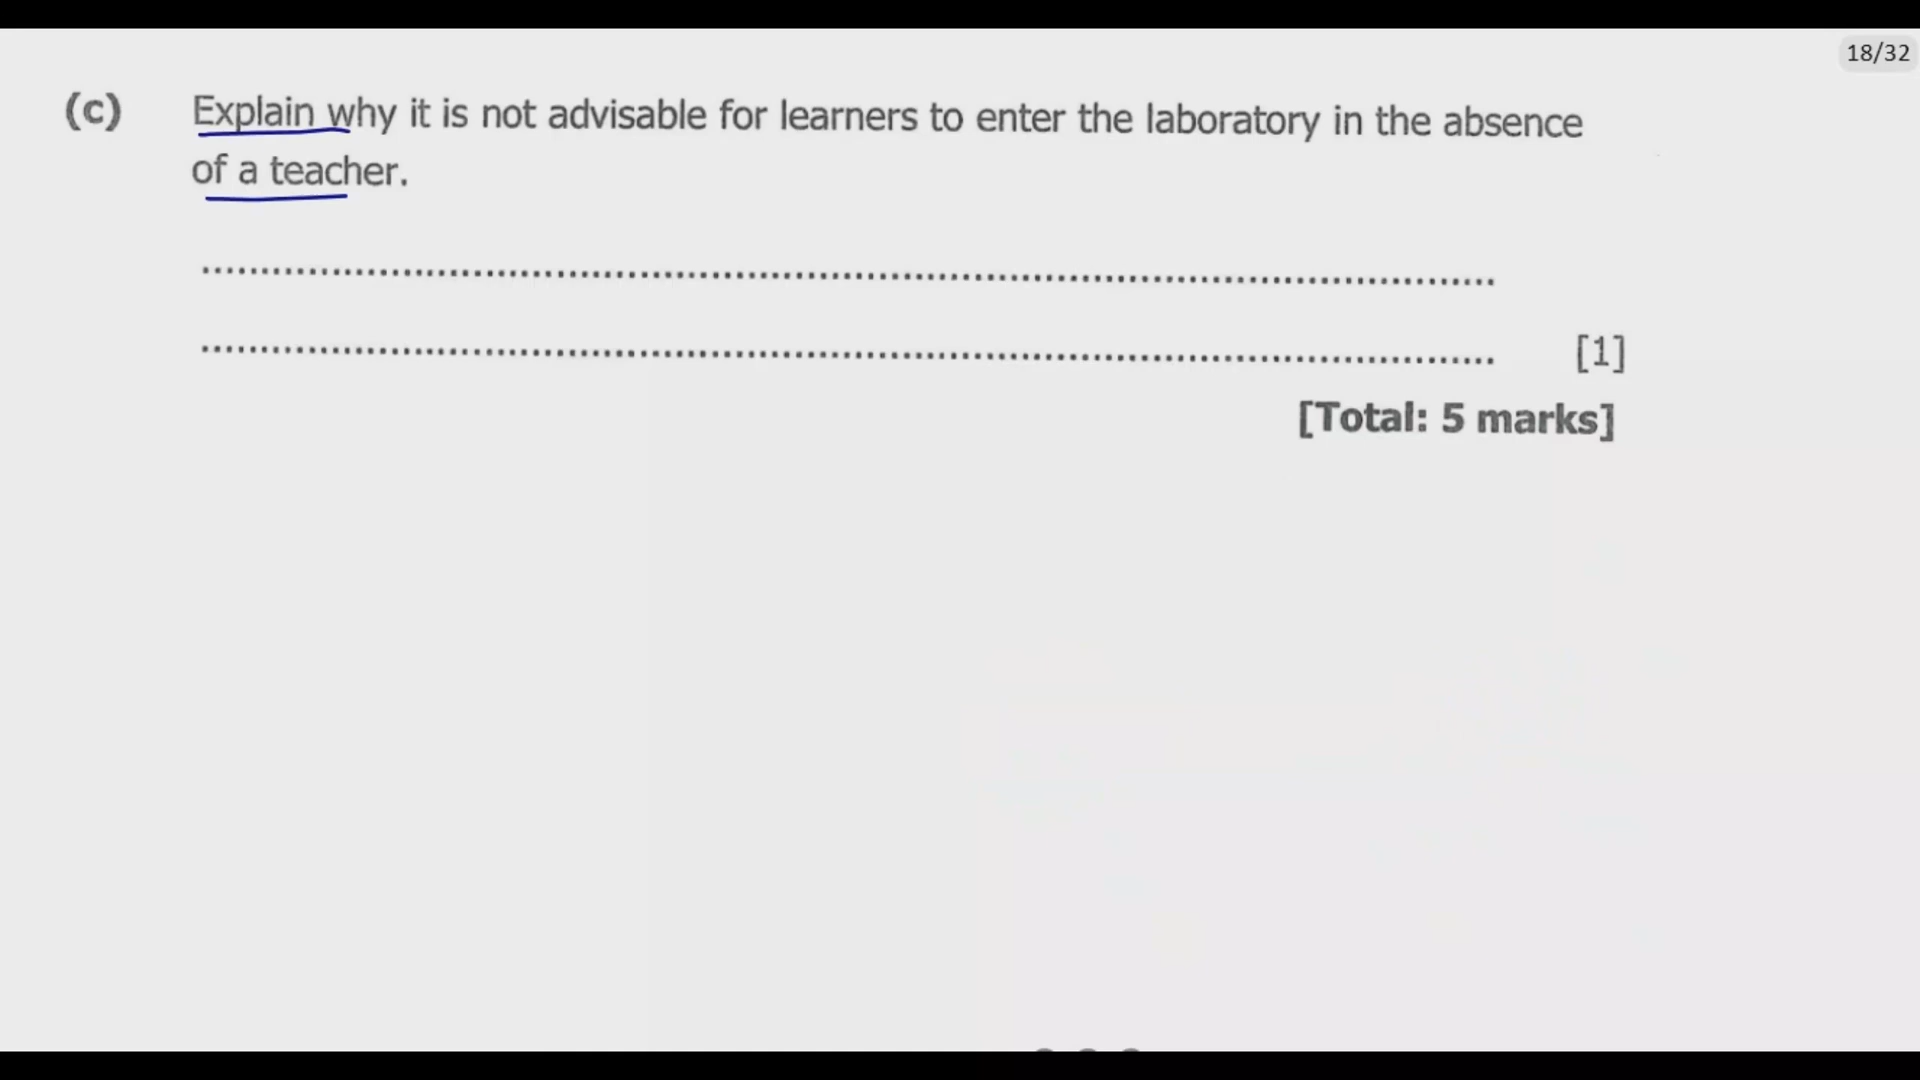 18/32
(c) Explain why it is not advisable for learners to enter the laboratory in the absence
of a teacher.
[1]
[Total: 5 marks]